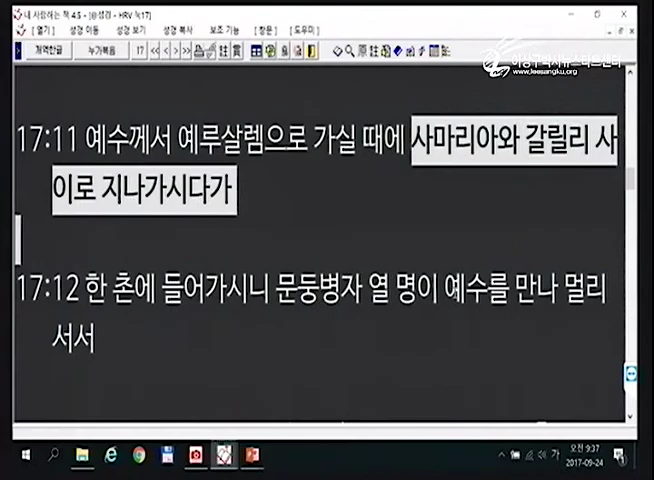 내 사랑하는 책 4.5 - [@성경 - HRV 눅17]
[열기] 성경 이동 성경 보기 성경 복사 보조 기능 [창문] [도우미]
개역한글 누가복음 17
www.leesangku.org
17:11 예수께서 예루살렘으로 가실 때에 사마리아와 갈릴리 사
이로 지나가시다가
17:12 한 촌에 들어가시니 문둥병자 열 명이 예수를 만나 멀리
서서
가 오전 9:37
2017-09-24